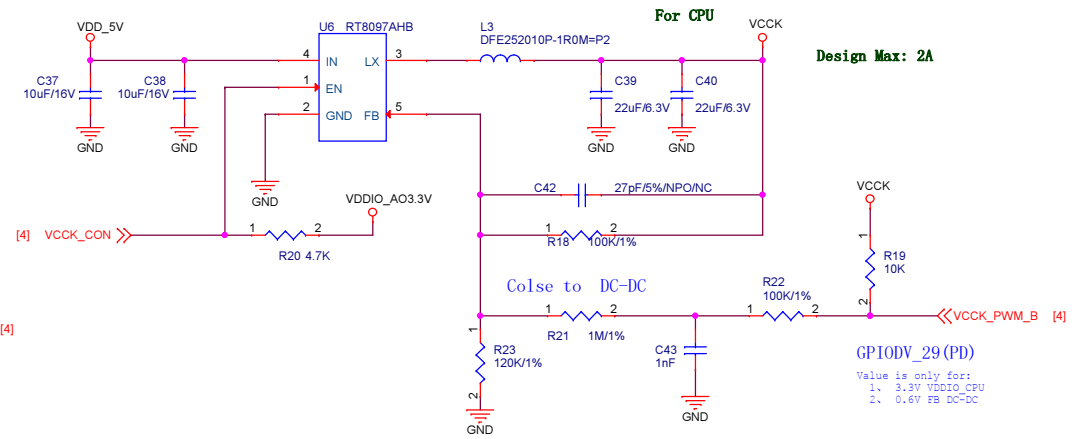 For CPU
VDD_5V
U6 RT8097AHB
L3
DFE252010P-1R0M=P2
VCCK
Design Max: 2A
4 IN LX 3
1 EN
2 GND FB 5
C37
10uF/16V
C38
10uF/16V
C39
22uF/6.3V
C40
22uF/6.3V
GND
GND
GND
GND
GND
C42 27pF/5%/NPO/NC
VDDIO_AO3.3V
VCCK
[4] VCCK_CON
1 2
R20 4.7K
1 2
R18 100K/1%
1
R19
10K
2
Colse to DC-DC
R22
100K/1%
1 2
1 2
R21 1M/1%
VCCK_PWM_B [4]
[4]
1
R23
120K/1%
2
C43
1nF
GND
GND
GPIODV_29(PD)
Value is only for:
1、 3.3V VDDIO_CPU
2、 0.6V FB DC-DC